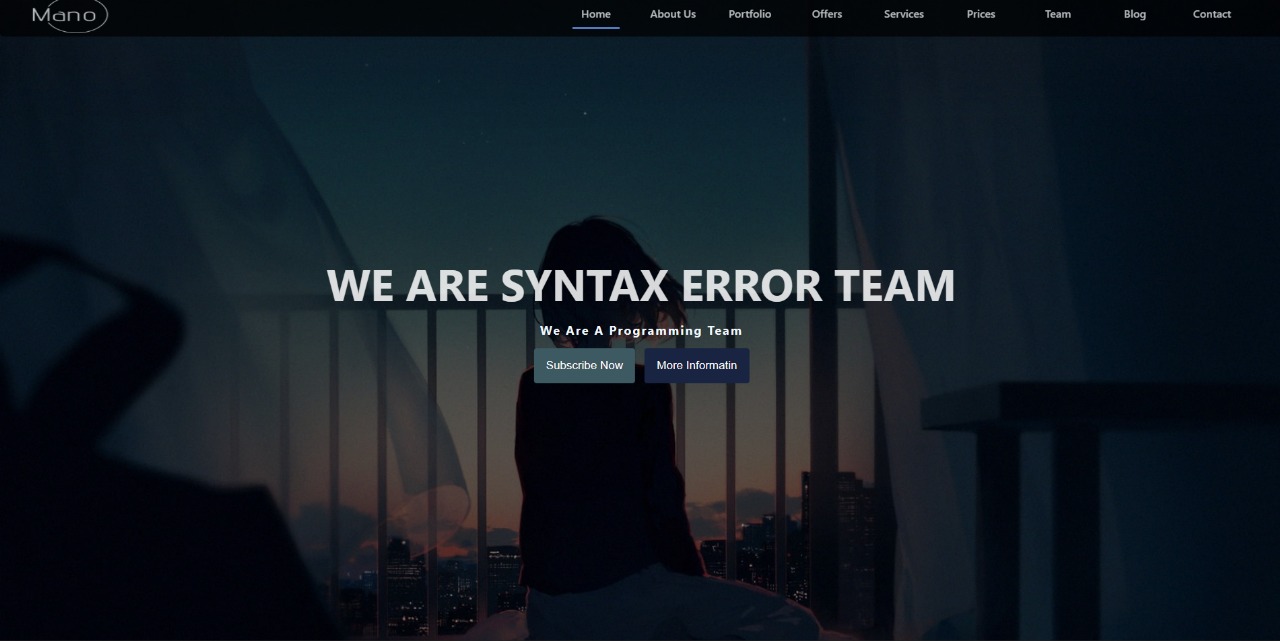 Mano
Home About Us Portfolio Offers Services Prices Team Blog Contact
WE ARE SYNTAX ERROR TEAM
We Are A Programming Team
Subscribe Now More Informatin